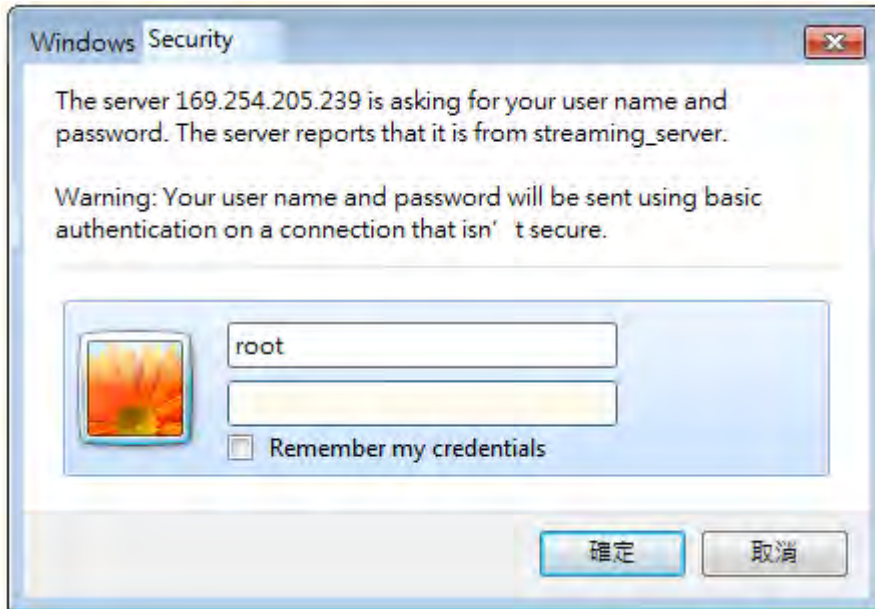 Windows Security
The server 169.254.205.239 is asking for your user name and
password. The server reports that it is from streaming_server.
Warning: Your user name and password will be sent using basic
authentication on a connection that isn’ t secure.
root
Remember my credentials
確定 取消